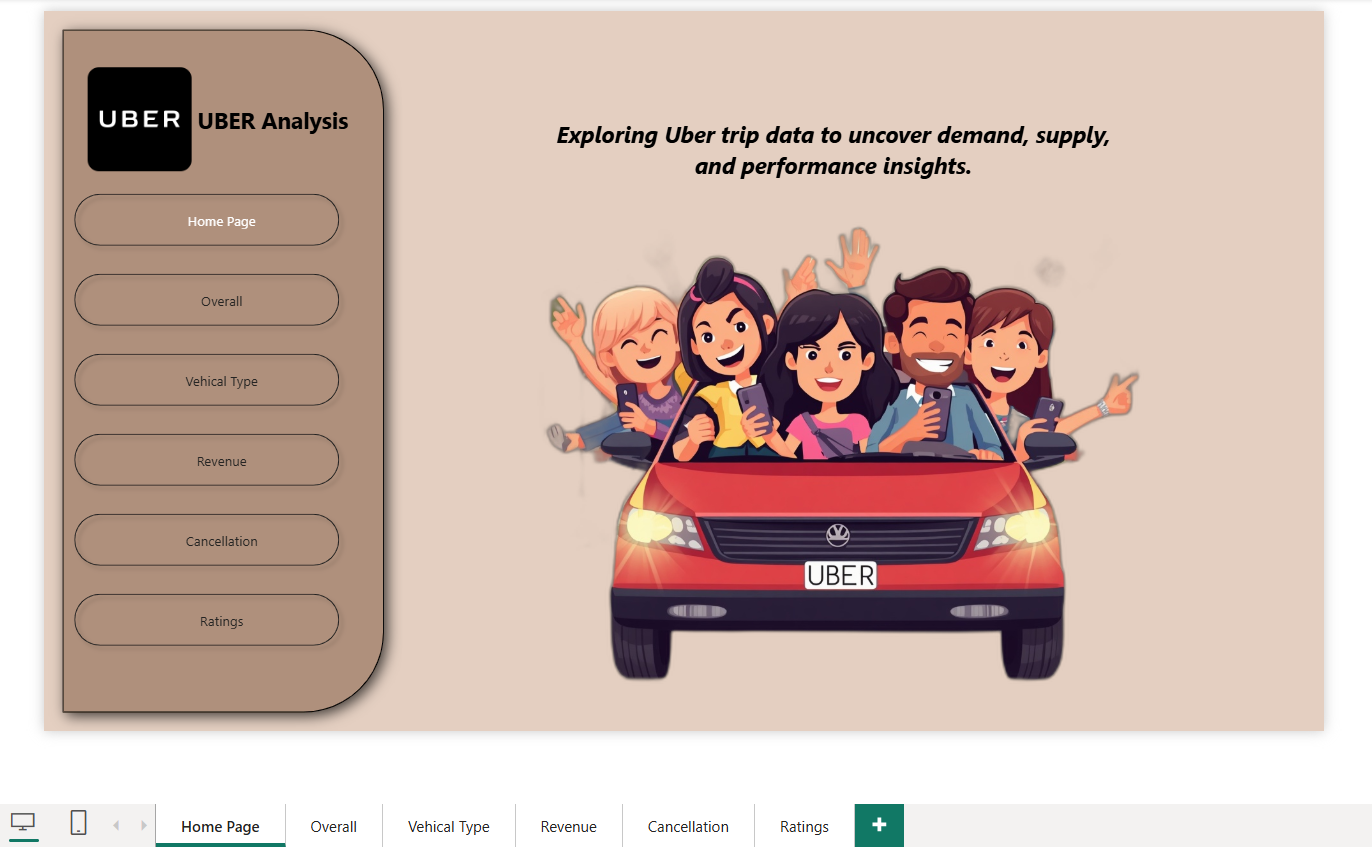 UBER
UBER Analysis
Home Page
Overall
Vehical Type
Revenue
Cancellation
Ratings
Exploring Uber trip data to uncover demand, supply,
and performance insights.
UBER
Home Page
Overall
Vehical Type
Revenue
Cancellation
Ratings